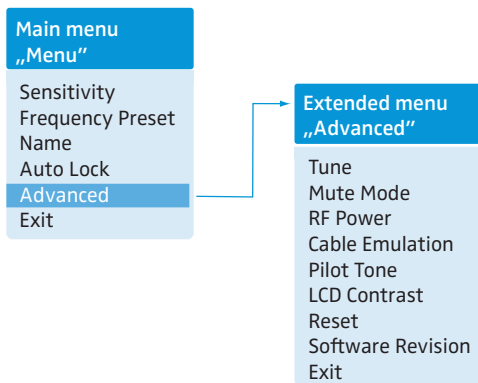 Main menu
„Menu”
Sensitivity
Frequency Preset
Name
Auto Lock
Advanced
Exit
Extended menu
„Advanced”
Tune
Mute Mode
RF Power
Cable Emulation
Pilot Tone
LCD Contrast
Reset
Software Revision
Exit